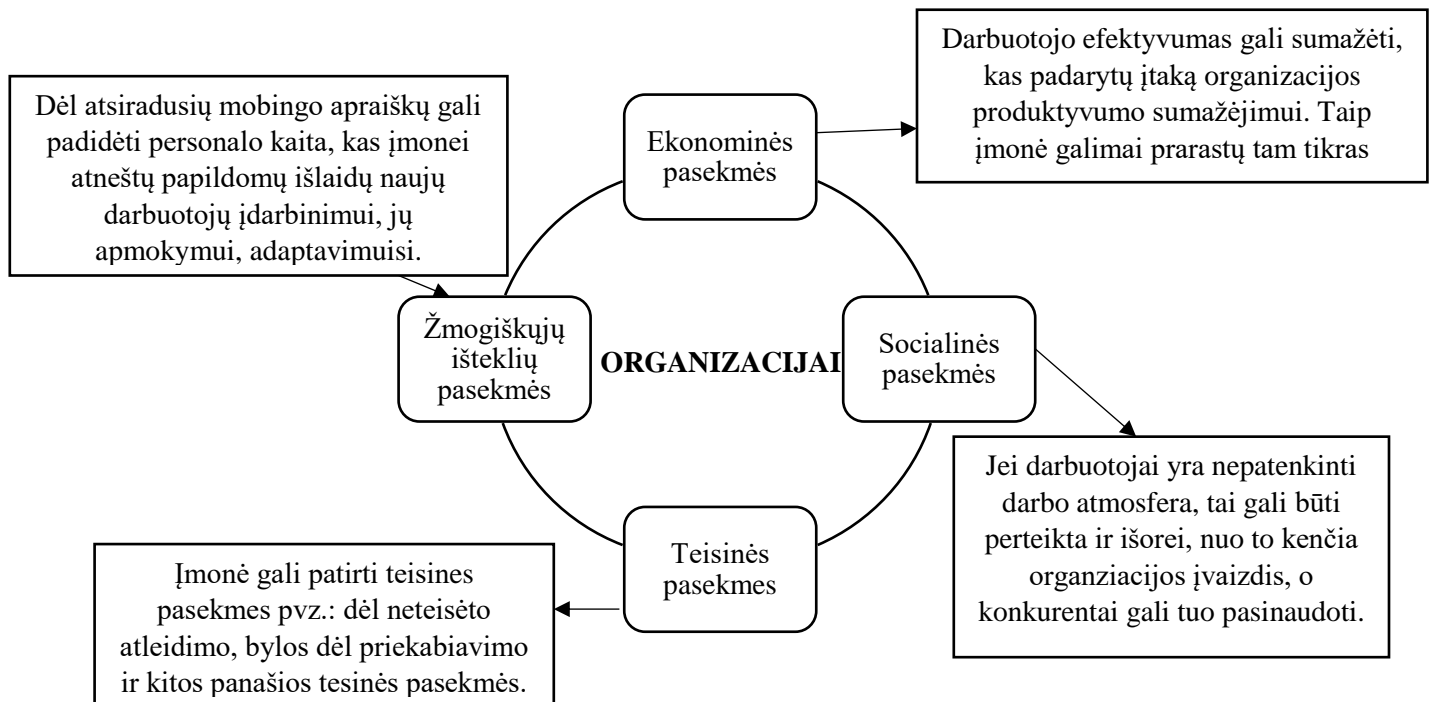 Darbuotojo efektyvumas gali sumažėti,
kas padarytų įtaką organizacijos
produktyvumo sumažėjimui. Taip
įmonė galimai prarastų tam tikras
Dėl atsiradusių mobingo apraiškų gali
padidėti personalo kaita, kas įmonei
atneštų papildomų išlaidų naujų
darbuotojų įdarbinimui, jų
apmokymui, adaptavimuisi.
Ekonominės
pasekmės
Žmogiškųjų
išteklių
pasekmės
ORGANIZACIJAI
Socialinės
pasekmės
Jei darbuotojai yra nepatenkinti
darbo atmosfera, tai gali būti
perteikta ir išorei, nuo to kenčia
organziacijos įvaizdis, o
konkurentai gali tuo pasinaudoti.
Teisinės
pasekmes
Įmonė gali patirti teisines
pasekmes pvz.: dėl neteisėto
atleidimo, bylos dėl priekabiavimo
ir kitos panašios tesinės pasekmės.